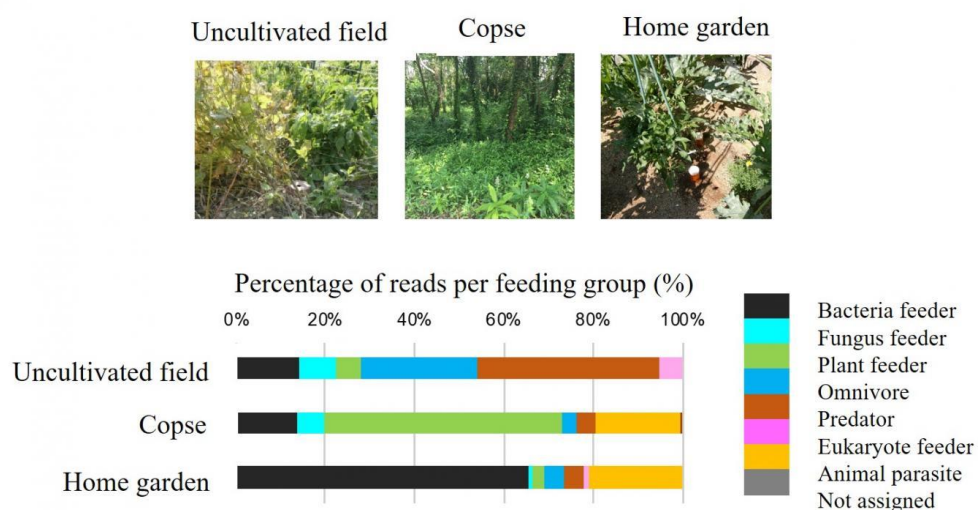 Uncultivated field
Copse
Home garden
Percentage of reads per feeding group (%)
0% 20% 40% 60% 80% 100%
Uncultivated field
Copse
Home garden
Bacteria feeder
Fungus feeder
Plant feeder
Omnivore
Predator
Eukaryote feeder
Animal parasite
Not assigned